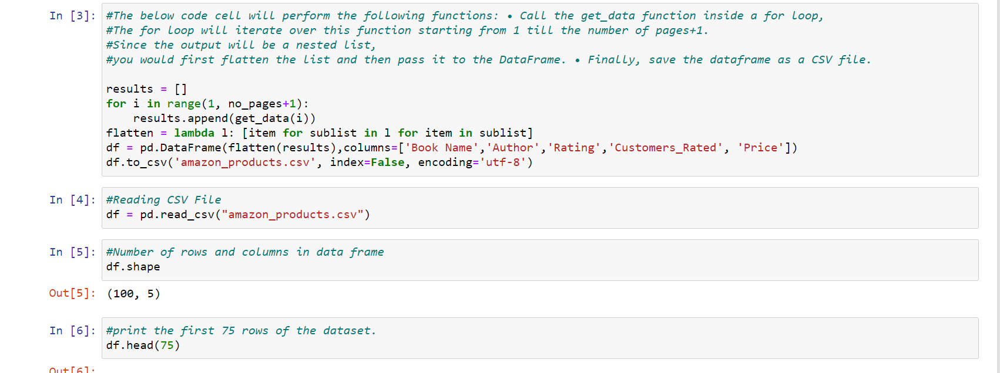 In [3]: #The below code cell will perform the following functions: • Call the get_data function inside a for loop,
#The for loop will iterate over this function starting from 1 till the number of pages+1.
#Since the output will be a nested list,
#you would first flatten the list and then pass it to the DataFrame. • Finally, save the dataframe as a CSV file.
results = []
for i in range(1, no_pages+1):
    results.append(get_data(i))
flatten = lambda l: [item for sublist in l for item in sublist]
df = pd.DataFrame(flatten(results),columns=['Book Name','Author','Rating','Customers_Rated', 'Price'])
df.to_csv('amazon_products.csv', index=False, encoding='utf-8')
In [4]: #Reading CSV File
df = pd.read_csv("amazon_products.csv")
In [5]: #Number of rows and columns in data frame
df.shape
Out[5]: (100, 5)
In [6]: #print the first 75 rows of the dataset.
df.head(75)
Out[6]: